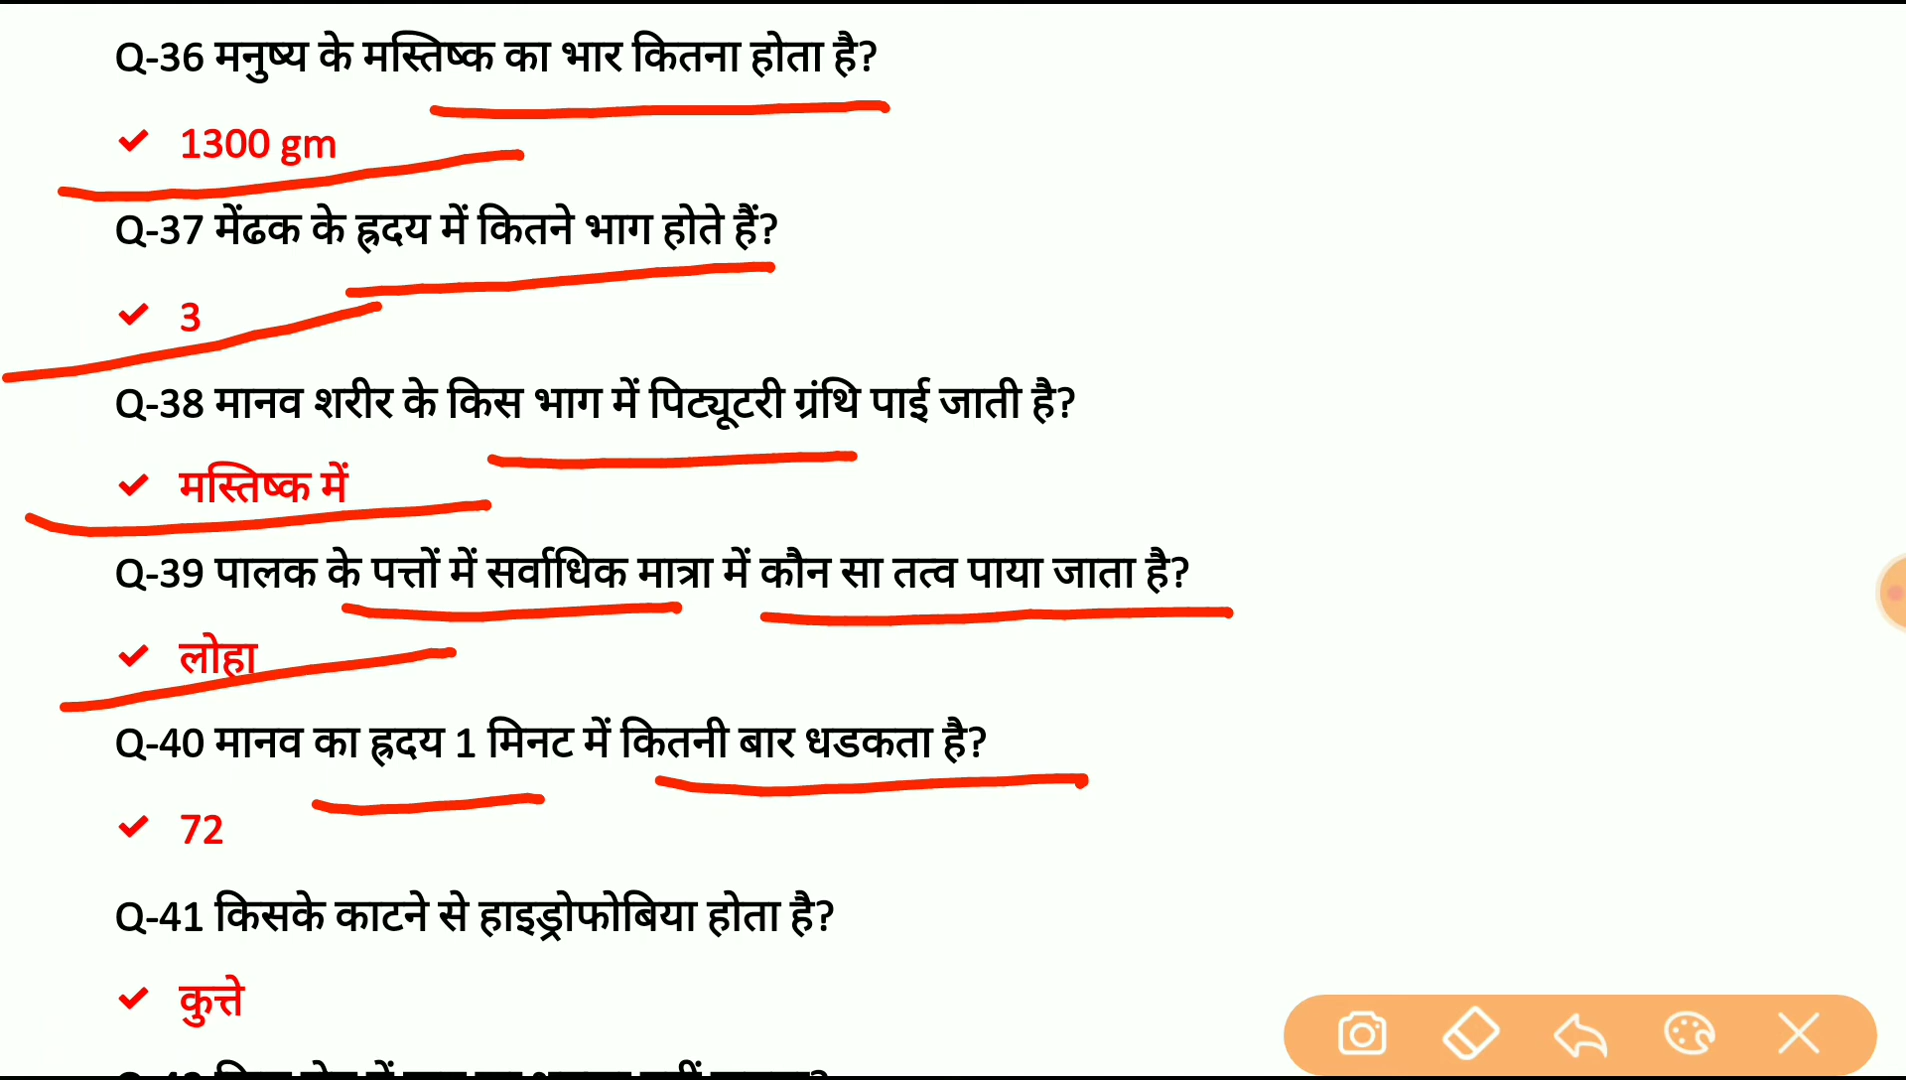 Q-36 मनुष्य के मस्तिष्क का भार कितना होता है?
✓ 1300 gm
Q-37 मेंढक के ह्रदय में कितने भाग होते हैं?
✓ 3
Q-38 मानव शरीर के किस भाग में पिट्यूटरी ग्रंथि पाई जाती है?
✓ मस्तिष्क में
Q-39 पालक के पत्तों में सर्वाधिक मात्रा में कौन सा तत्व पाया जाता है?
✓ लोहा
Q-40 मानव का ह्रदय 1 मिनट में कितनी बार धडकता है?
✓ 72
Q-41 किसके काटने से हाइड्रोफोबिया होता है?
✓ कुत्ते